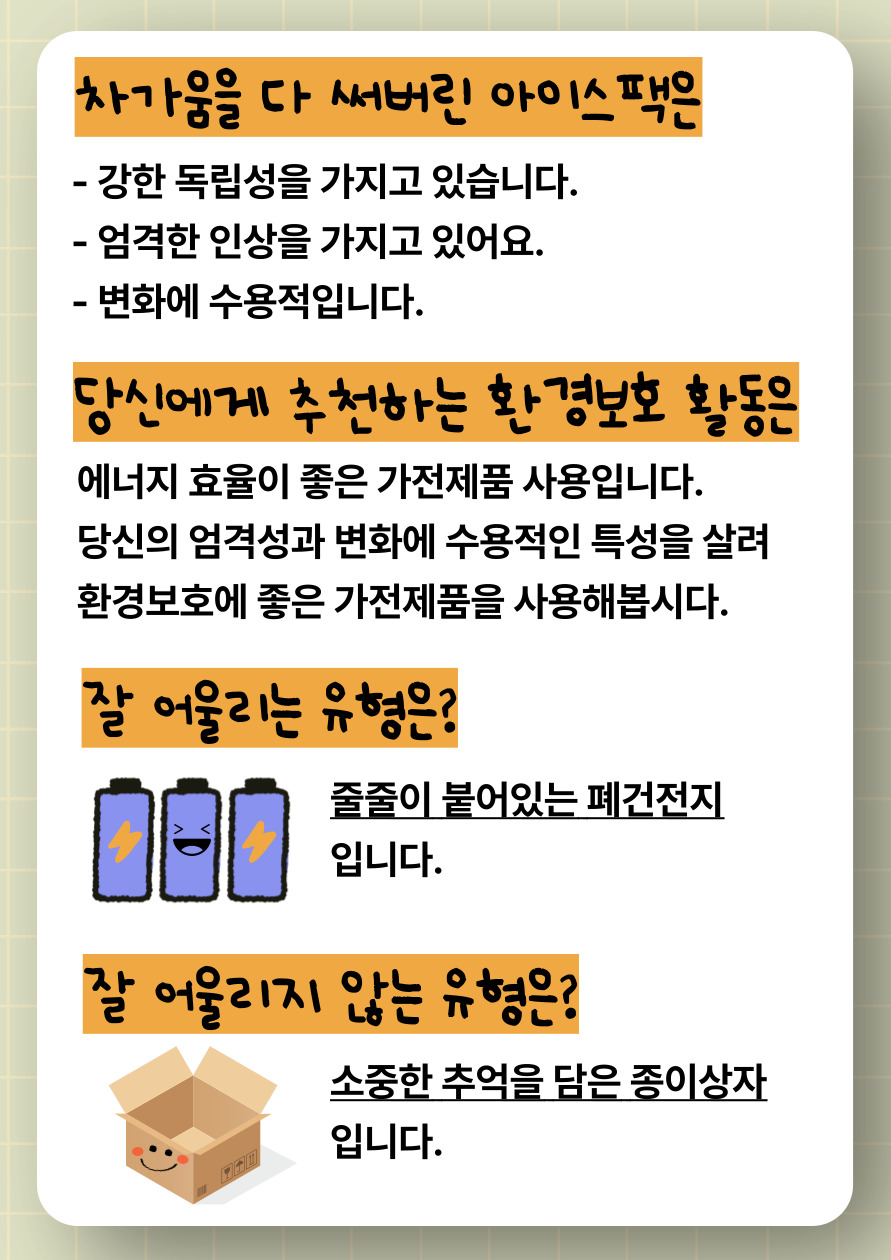 차가움을 다 써버린 아이스팩은
- 강한 독립성을 가지고 있습니다.
- 엄격한 인상을 가지고 있어요.
- 변화에 수용적입니다.
당신에게 추천하는 환경보호 활동은
에너지 효율이 좋은 가전제품 사용입니다.
당신의 엄격성과 변화에 수용적인 특성을 살려
환경보호에 좋은 가전제품을 사용해봅시다.
잘 어울리는 유형은?
줄줄이 붙어있는 폐건전지
입니다.
잘 어울리지 않는 유형은?
소중한 추억을 담은 종이상자
입니다.